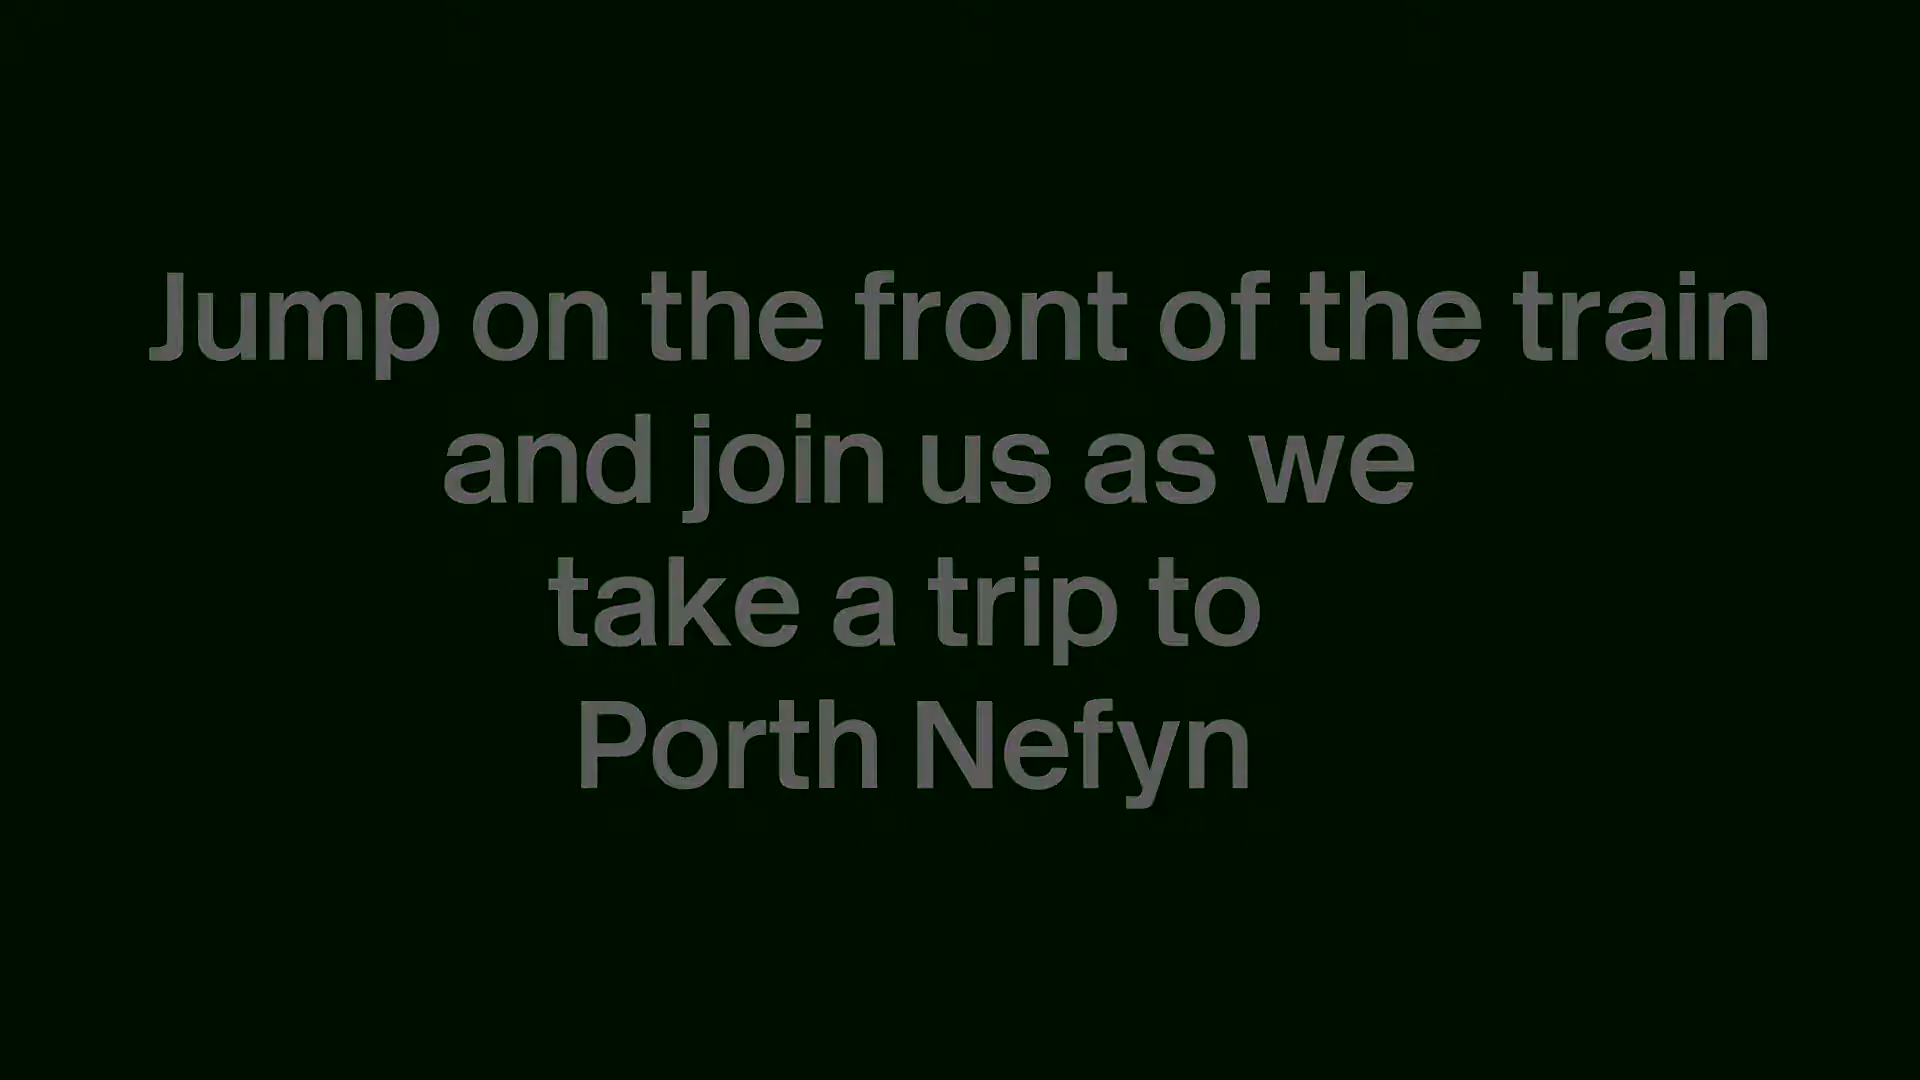 Jump on the front of the train
and join us as we
take a trip to
Porth Nefyn